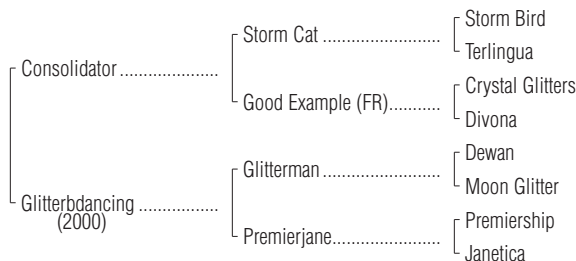 Storm Bird
Storm Cat ........................
Terlingua
Consolidator ....................
Crystal Glitters
Good Example (FR)...........
Divona
Dewan
Glitterman ........................
Moon Glitter
Glitterbdancing ................
(2000)
Premiership
Premierjane......................
Janetica